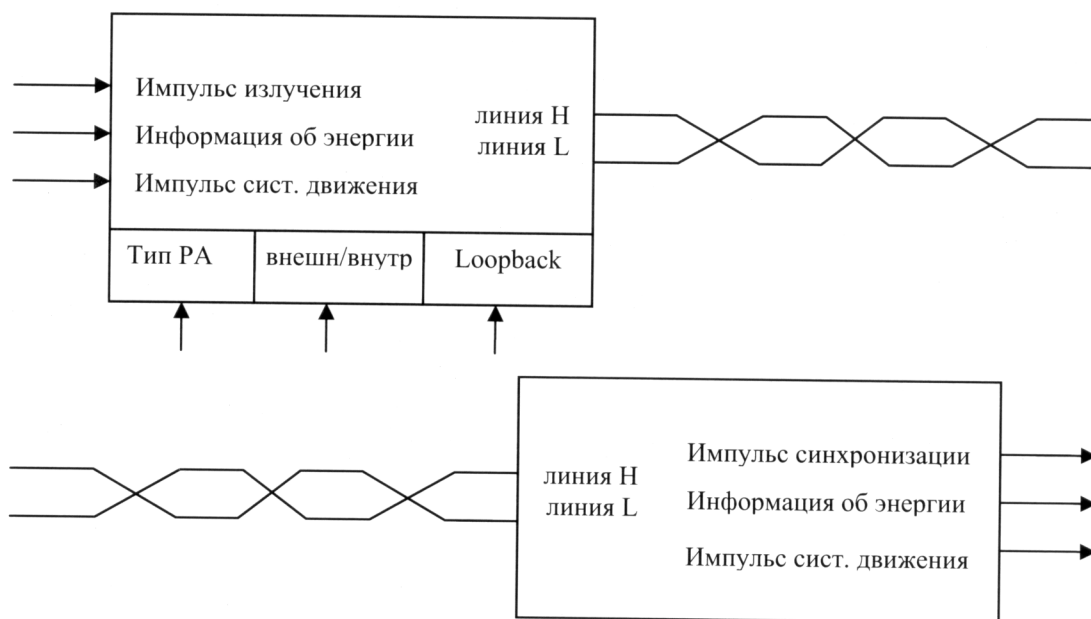 Импульс излучения
линия H
Информация об энергии
линия L
Импульс сист. движения
Тип РА
внешн/внутр
Loopback
Импульс синхронизации
линия H
Информация об энергии
линия L
Импульс сист. движения